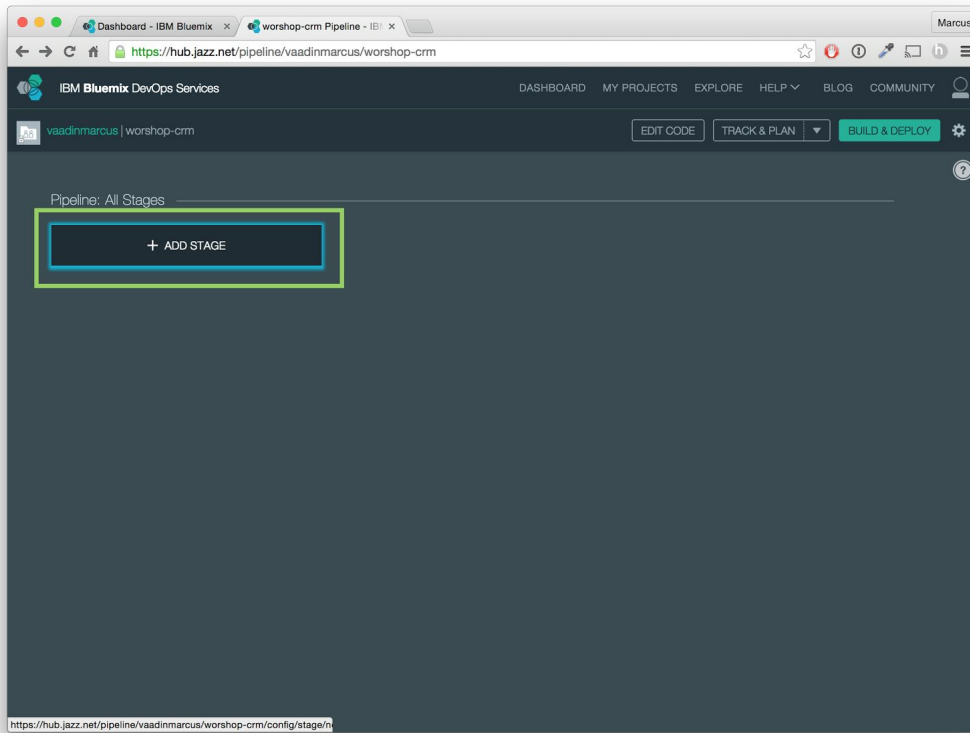 Dashboard - IBM Bluemix ×
worshop-crm Pipeline - IB ×
Marcus
https://hub.jazz.net/pipeline/vaadinmarcus/worshop-crm
IBM Bluemix DevOps Services
DASHBOARD MY PROJECTS EXPLORE HELP BLOG COMMUNITY
vaadinmarcus | worshop-crm
EDIT CODE TRACK & PLAN BUILD & DEPLOY
?
Pipeline: All Stages
+ ADD STAGE
https://hub.jazz.net/pipeline/vaadinmarcus/worshop-crm/config/stage/n